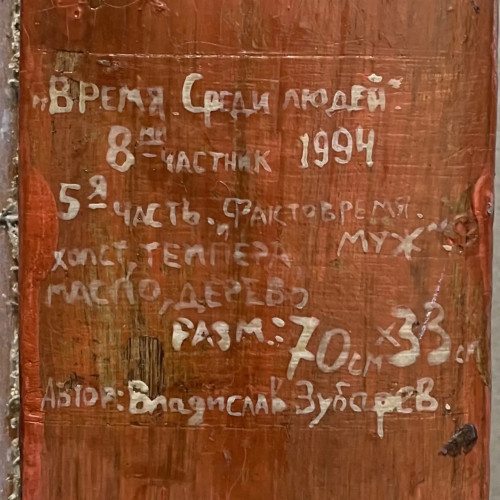 "ВРЕМЯ. СРЕДИ ЛЮДЕЙ".
8МИ-ЧАСТНИК 1994
5Я ЧАСТЬ. ФАКТОВРЕМЯ.
"МУЖ"
ХОЛСТ, ТЕМПЕРА
МАСЛО, ДЕРЕВО
РАЗМ.: 70СМ X 33СМ
АВТОР: ВЛАДИСЛАВ ЗУБАРЕВ.